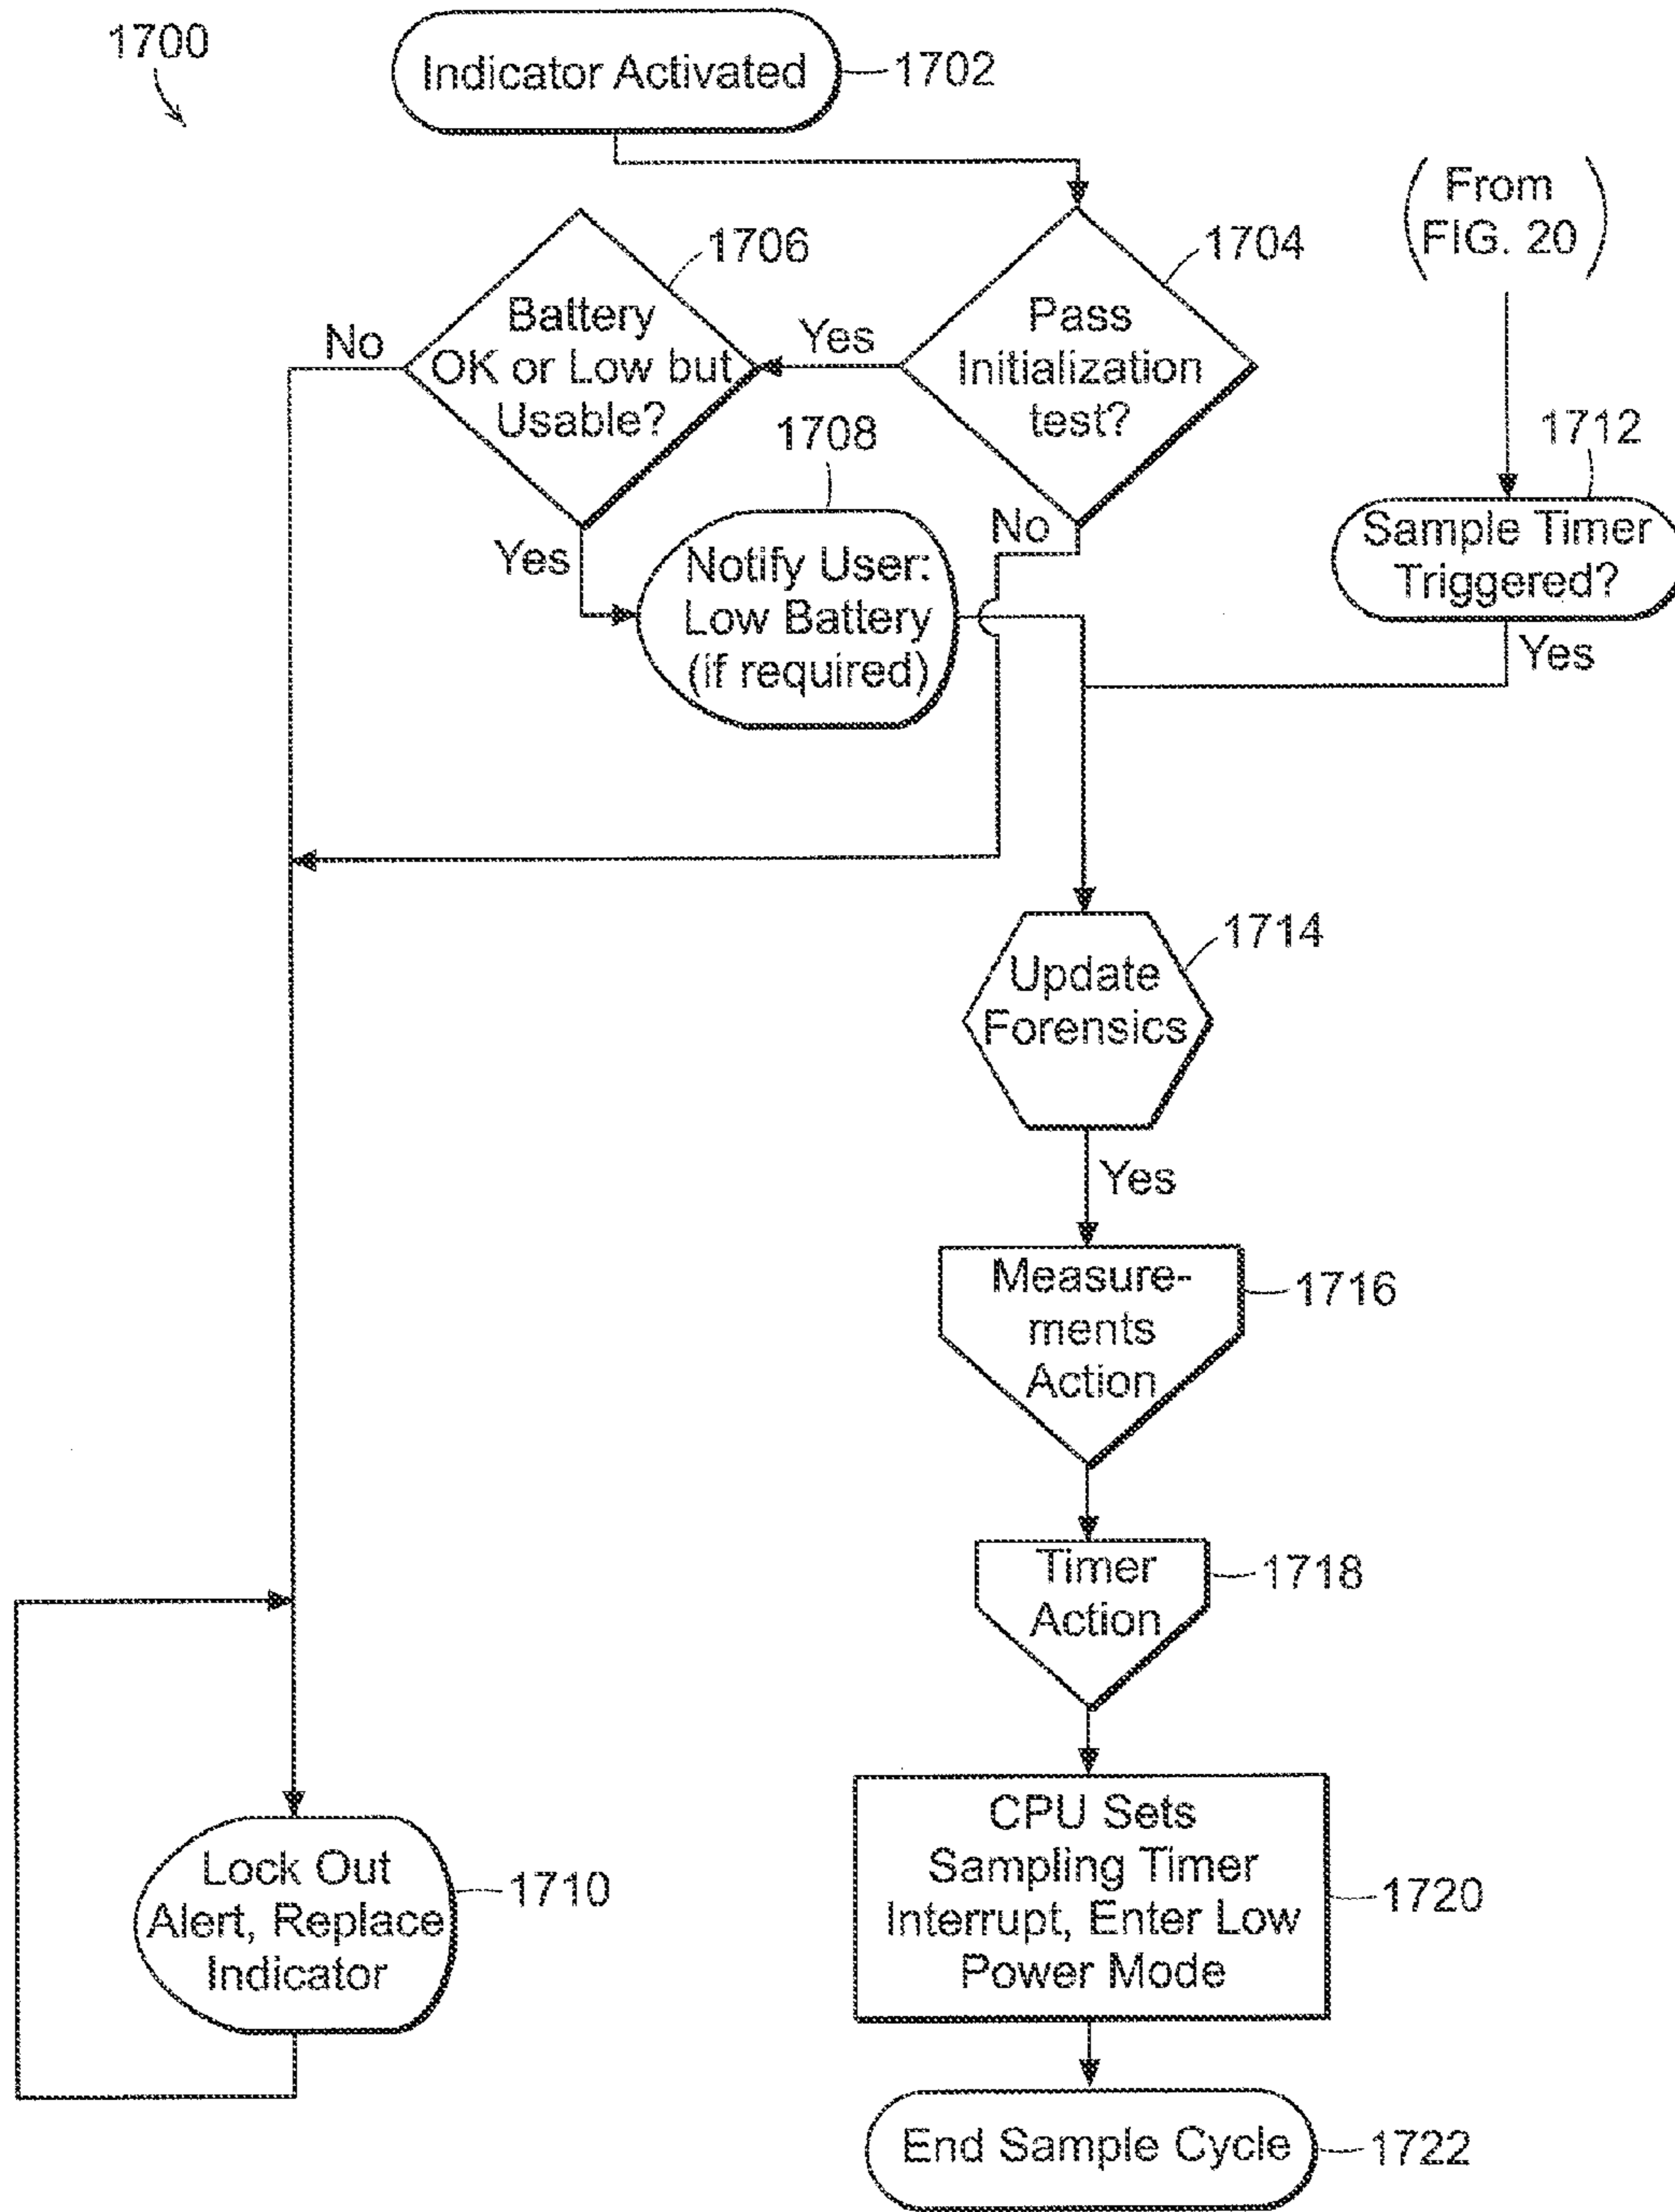 1700
Indicator Activated
1702
(From
FIG. 20)
1706
1704
Battery
OK or Low but
Usable?
No
Yes
Pass
Initialization
test?
1708
1712
Yes
No
Notify User:
Low Battery
(if required)
Sample Timer
Triggered?
Yes
1714
Update
Forensics
Yes
Measure-
ments
Action
1716
Timer
Action
1718
CPU Sets
Sampling Timer
Interrupt, Enter Low
Power Mode
1720
Lock Out
Alert, Replace
Indicator
1710
End Sample Cycle
1722